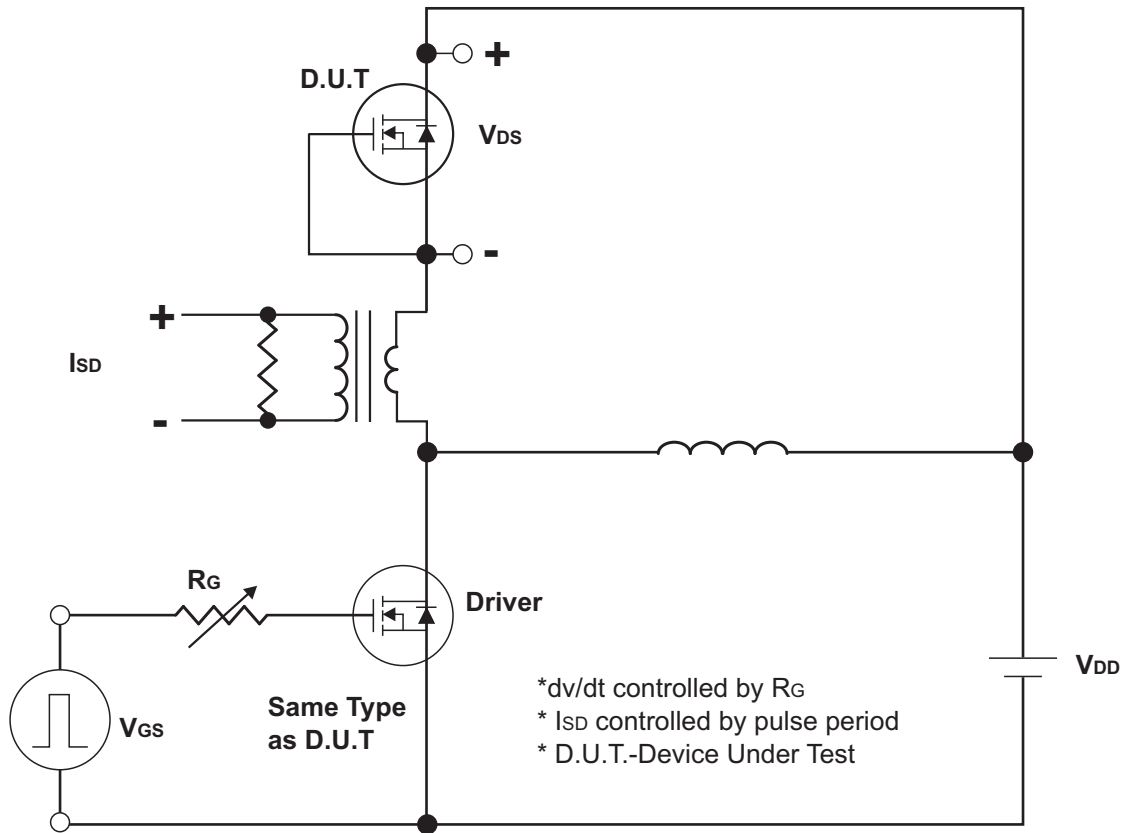 +
D.U.T
VDS
-
+
ISD
-
RG
Driver
VDD
*dv/dt controlled by RG
Same Type
as D.U.T
* ISD controlled by pulse period
VGS
* D.U.T.-Device Under Test